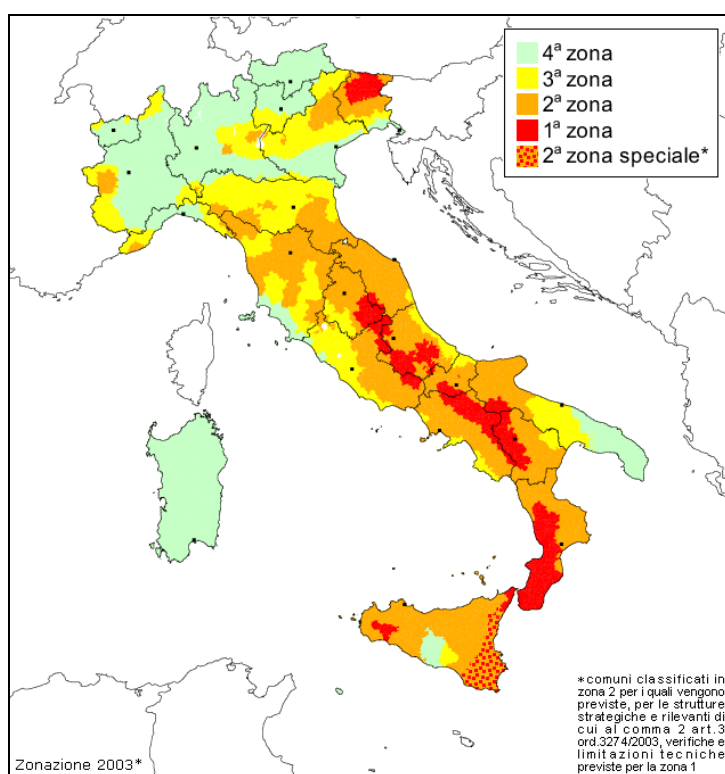 4ª zona
3ª zona
2ª zona
1ª zona
2ª zona speciale*
*comuni classificati in
zona 2 per i quali vengono
previste, per le strutture
strategiche e rilevanti di
cui al comma 2 art.3
ord.3274/2003, verifiche e
limitazioni tecniche
previste per la zona 1
Zonazione 2003*